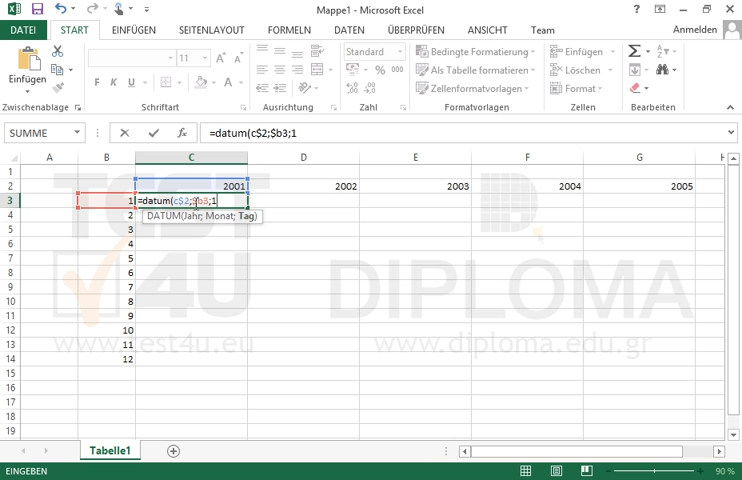 Mappe1 - Microsoft Excel
DATEI START EINFÜGEN SEITENLAYOUT FORMELN DATEN ÜBERPRÜFEN ANSICHT Team Anmelden
Einfügen
F K U
11
A A
Standard
% 000
Bedingte Formatierung
Als Tabelle formatieren
Zellenformatvorlagen
Einfügen
Löschen
Format
Zwischenablage Schriftart Ausrichtung Zahl Formatvorlagen Zellen Bearbeiten
SUMME =datum(c$2;$b3;1
A B C D E F G H
1
2 2001 2002 2003 2004 2005
3 1 =datum(c$2;$b3;1
DATUM(Jahr; Monat; Tag)
4 2
5 3
6 4
7 5
8 6
9 7
10 8
11 9
12 10
13 11
14 12
15
16
17
18
19
TEST
4U
www.test4u.eu
D
DIPLOMA
www.diploma.edu.gr
Tabelle1
EINGEBEN 90 %